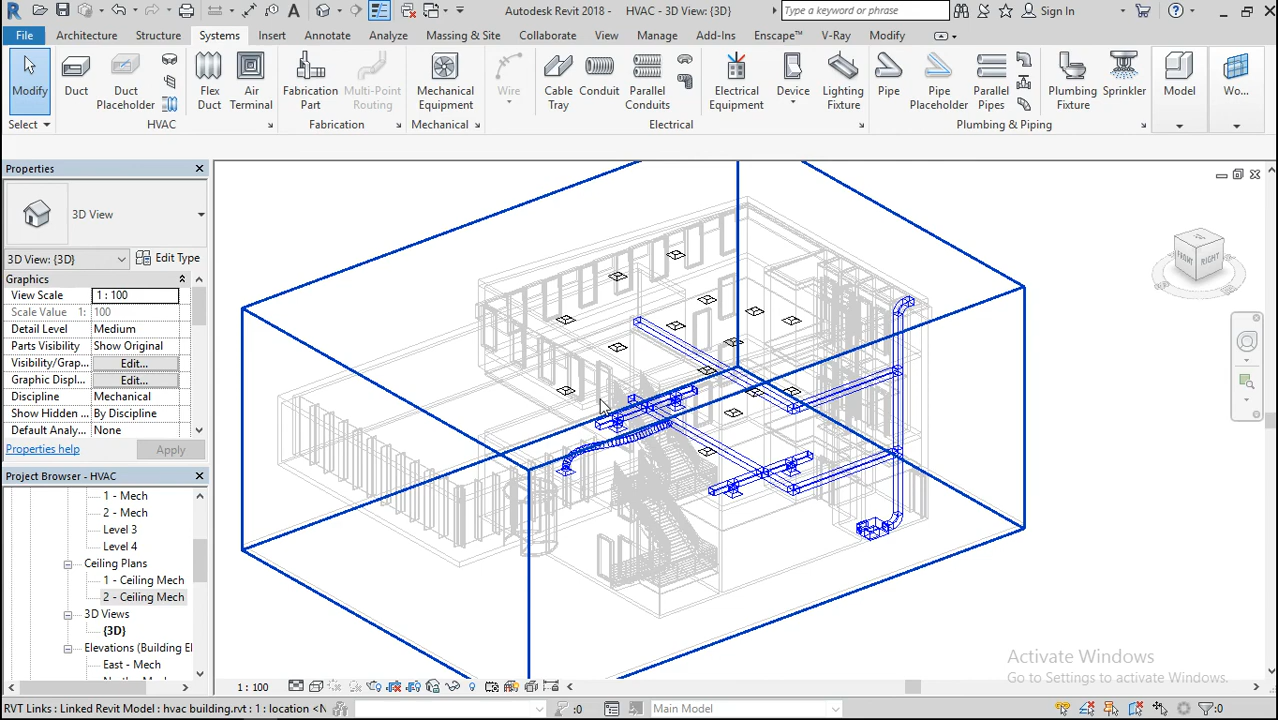 Autodesk Revit 2018 - HVAC - 3D View: {3D}
Type a keyword or phrase
Sign In
File Architecture Structure Systems Insert Annotate Analyze Massing & Site Collaborate View Manage Add-Ins Enscape™ V-Ray Modify
Modify
Duct
Duct Placeholder
Flex Duct
Air Terminal
Fabrication Part
Multi-Point Routing
Mechanical Equipment
Wire
Cable Tray
Conduit
Parallel Conduits
Electrical Equipment
Device
Lighting Fixture
Pipe
Pipe Placeholder
Parallel Pipes
Plumbing Fixture
Sprinkler
Model
Wo...
Select HVAC Fabrication Mechanical Electrical Plumbing & Piping
Properties
3D View
3D View: {3D} Edit Type
Graphics
View Scale 1 : 100
Scale Value 1: 100
Detail Level Medium
Parts Visibility Show Original
Visibility/Grap... Edit...
Graphic Displ... Edit...
Discipline Mechanical
Show Hidden ... By Discipline
Default Analy... None
Properties help Apply
Project Browser - HVAC
1 - Mech
2 - Mech
Level 3
Level 4
Ceiling Plans
1 - Ceiling Mech
2 - Ceiling Mech
3D Views
{3D}
Elevations (Building El
East - Mech
TOP
FRONT RIGHT
Activate Windows
Go to Settings to activate Windows.
1 : 100
RVT Links : Linked Revit Model : hvac building.rvt : 1 : location <N
:0
Main Model
:0